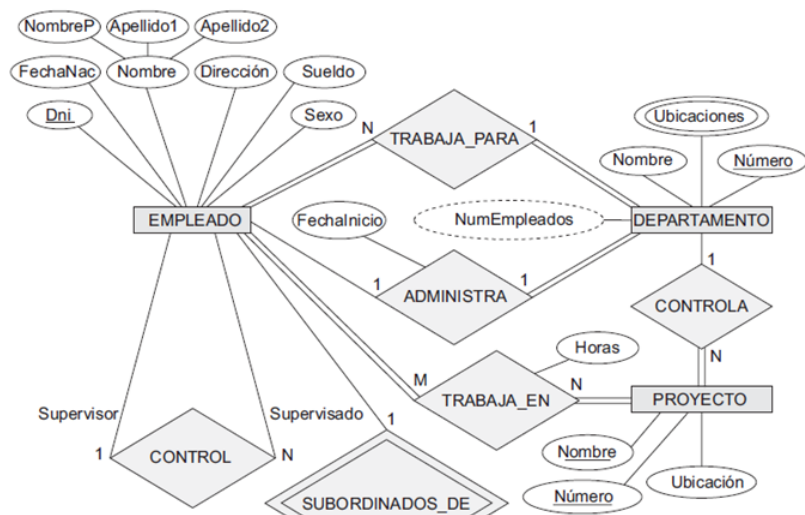 NombreP Apellido1 Apellido2
FechaNac Nombre Dirección Sueldo
Dni Sexo
N TRABAJA_PARA 1
Ubicaciones
Nombre Número
EMPLEADO FechaInicio NumEmpleados DEPARTAMENTO
1 ADMINISTRA 1
1
CONTROLA
N
Horas
M TRABAJA_EN N PROYECTO
Supervisor Supervisado
1 CONTROL N 1
Nombre
Número Ubicación
SUBORDINADOS_DE